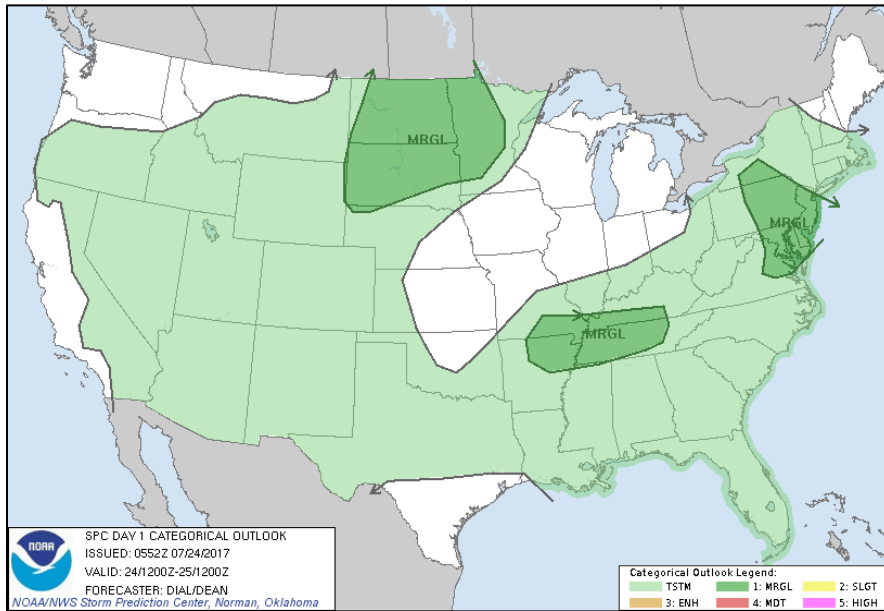 MRGL
MRGL
MRGL
NOAA
SPC DAY 1 CATEGORICAL OUTLOOK
ISSUED: 0552Z 07/24/2017
VALID: 24/1200Z-25/1200Z
FORECASTER: DIAL/DEAN
NOAA/NWS Storm Prediction Center, Norman, Oklahoma
Categorical Outlook Legend:
TSTM 1: MRGL 2: SLGT
3: ENH 4: MDT 5: HIGH